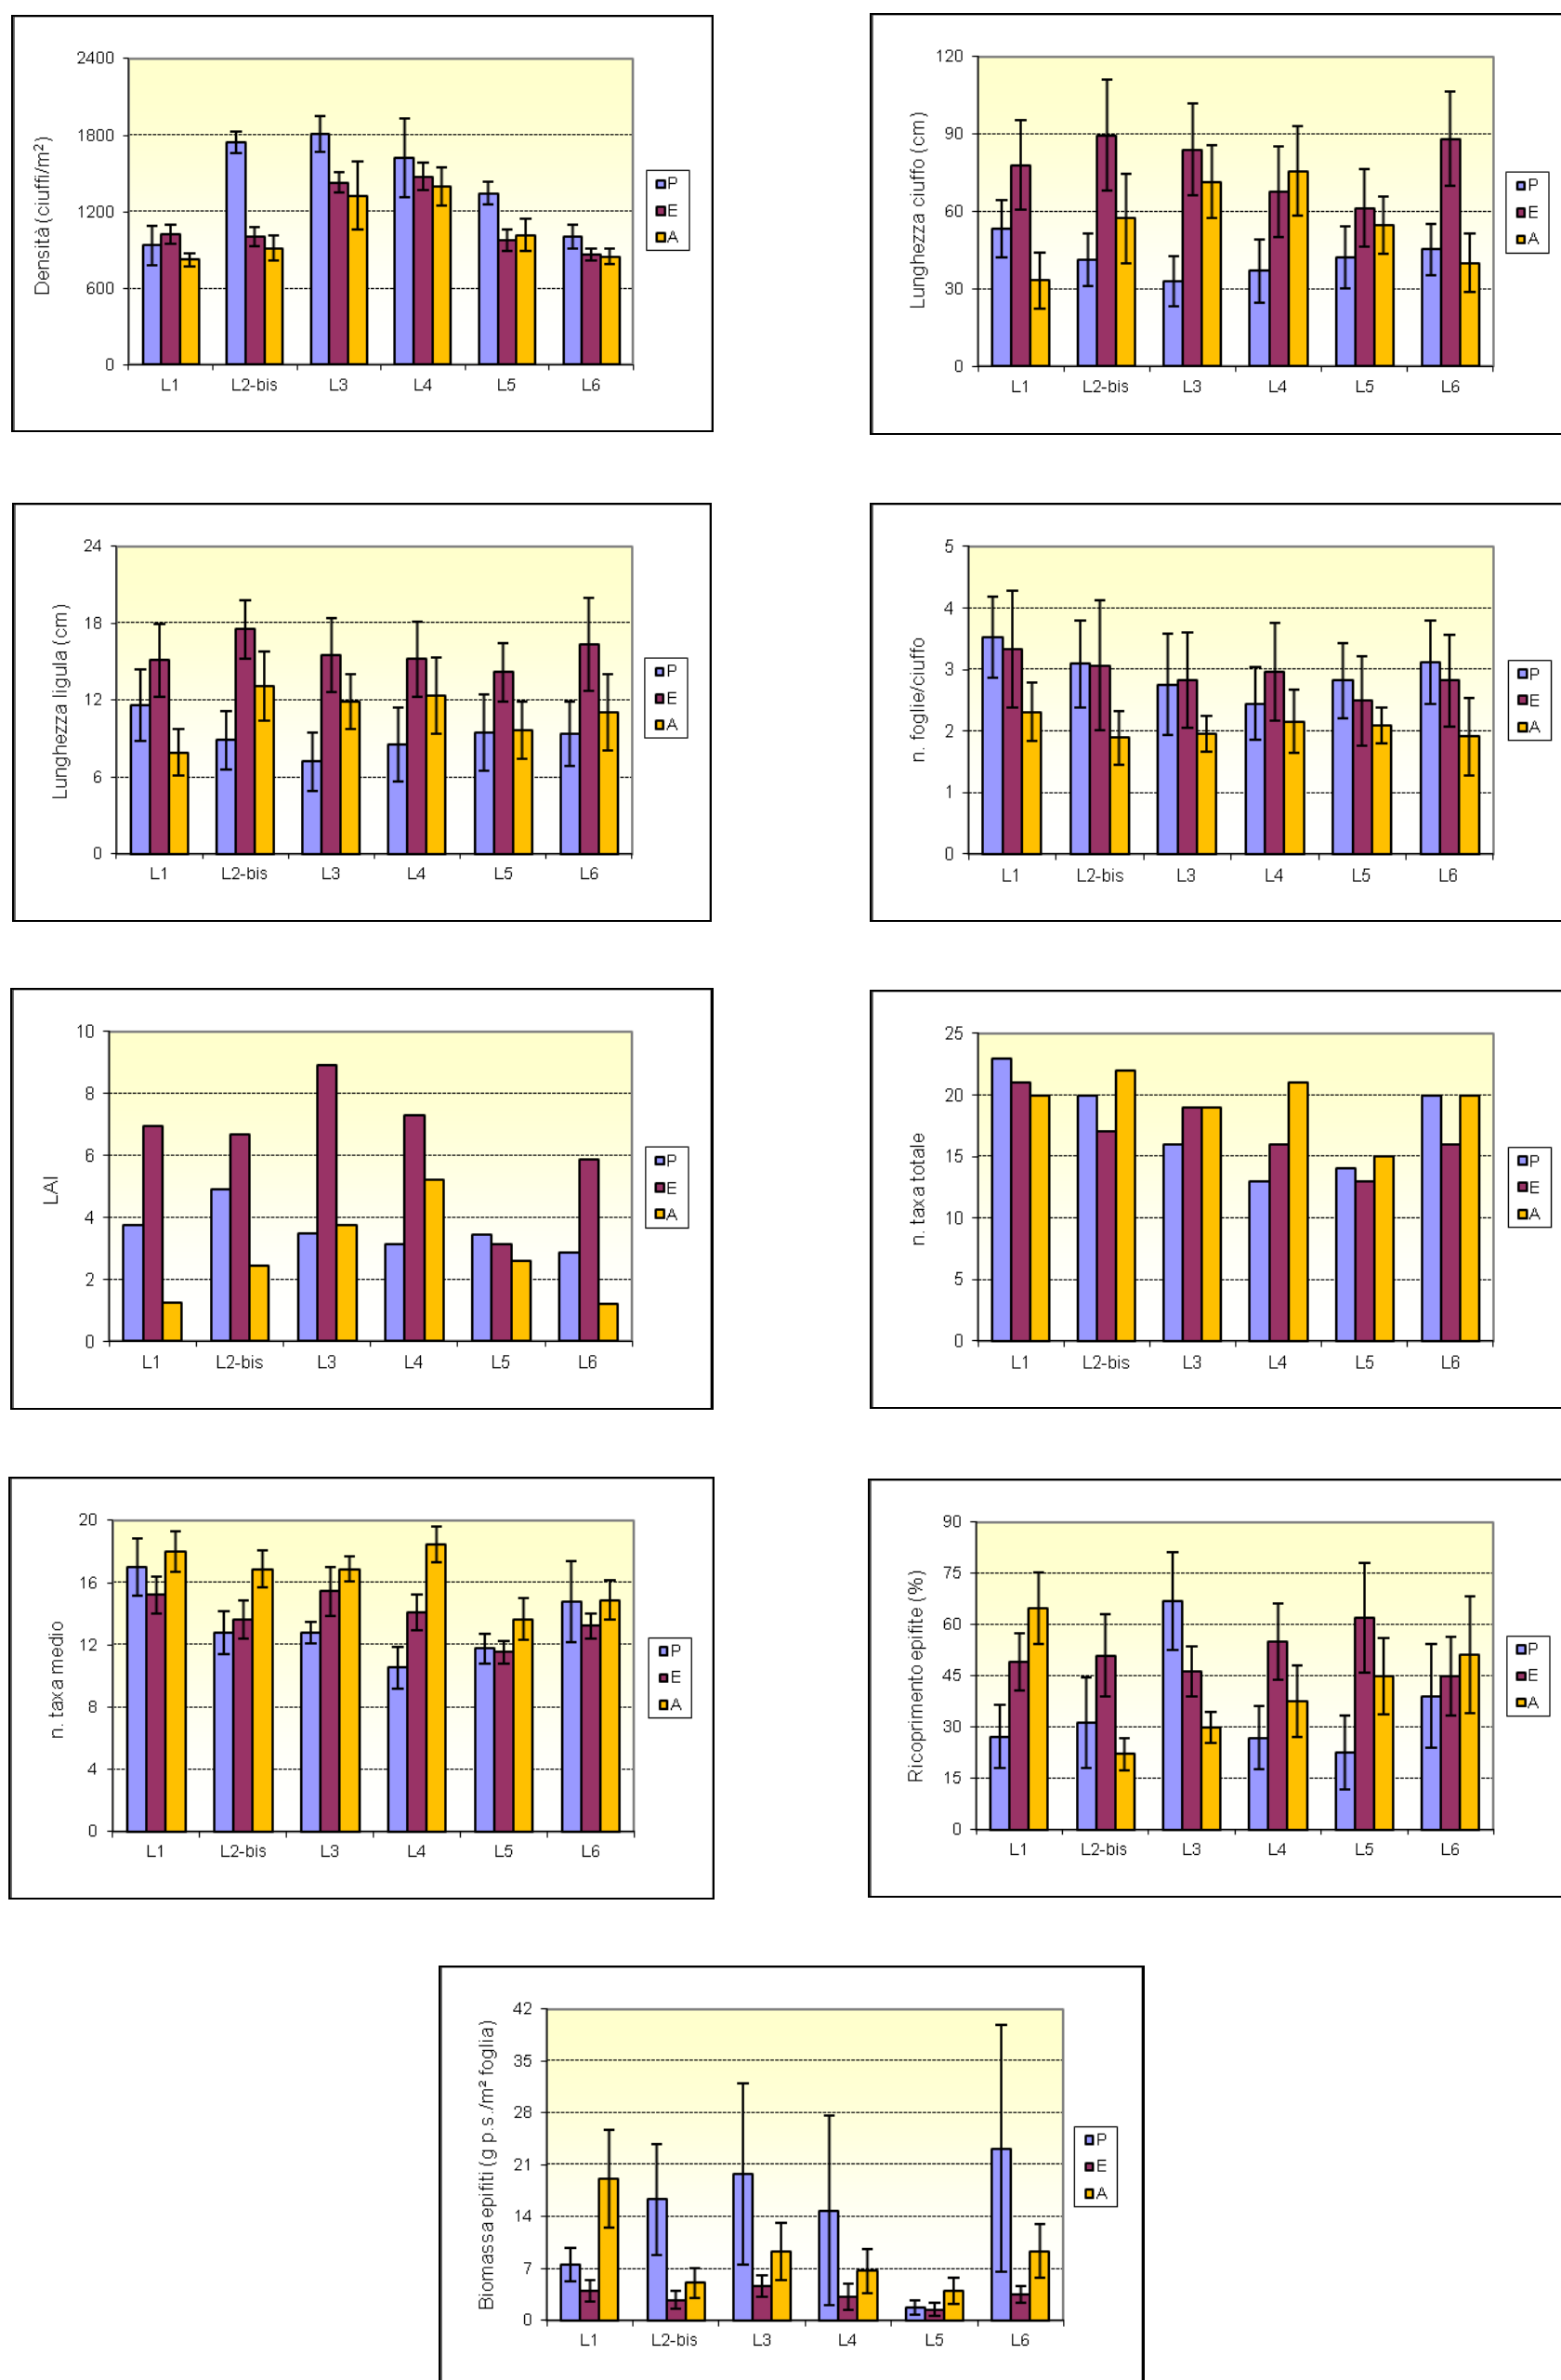 2400
1800
1200
600
0
Densità (ciuffi/m²)
L1 L2-bis L3 L4 L5 L6
P
E
A
120
90
60
30
0
Lunghezza ciuffo (cm)
L1 L2-bis L3 L4 L5 L6
P
E
A
24
18
12
6
0
Lunghezza ligula (cm)
L1 L2-bis L3 L4 L5 L6
P
E
A
5
4
3
2
1
0
n. foglie/ciuffo
L1 L2-bis L3 L4 L5 L6
P
E
A
10
8
6
4
2
0
LAI
L1 L2-bis L3 L4 L5 L6
P
E
A
25
20
15
10
5
0
n. taxa totale
L1 L2-bis L3 L4 L5 L6
P
E
A
20
16
12
8
4
0
n. taxa medio
L1 L2-bis L3 L4 L5 L6
P
E
A
90
75
60
45
30
15
0
Ricoprimento epifite (%)
L1 L2-bis L3 L4 L5 L6
P
E
A
42
35
28
21
14
7
0
Biomassa epifiti (g p.s./m² foglia)
L1 L2-bis L3 L4 L5 L6
P
E
A